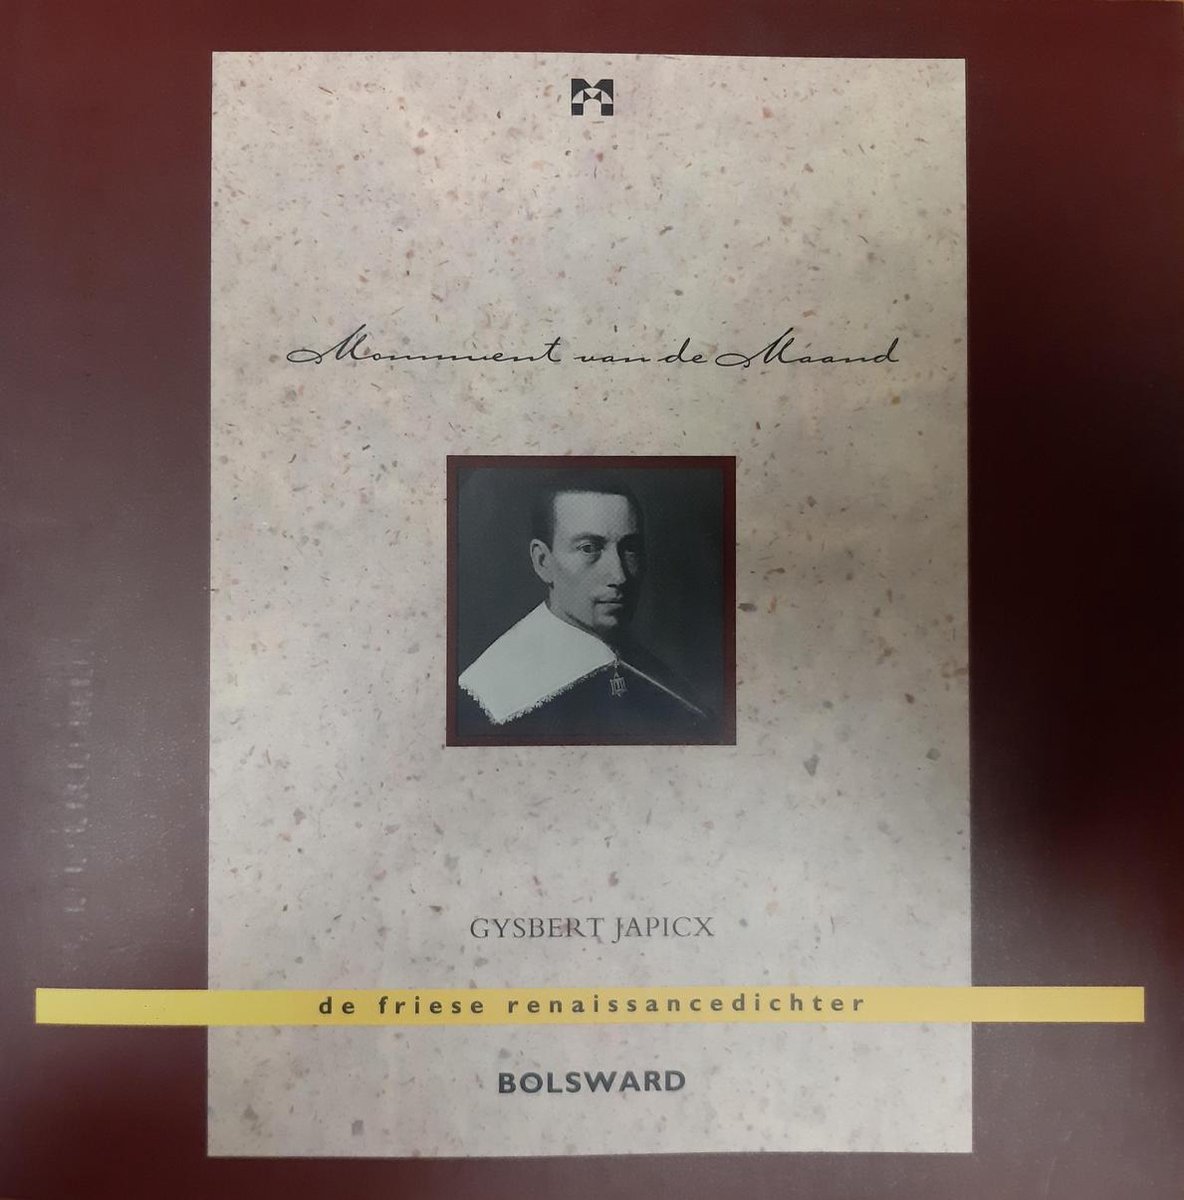 Monument van de Maand
GYSBERT JAPICX
de friese renaissancedichter
BOLSWARD